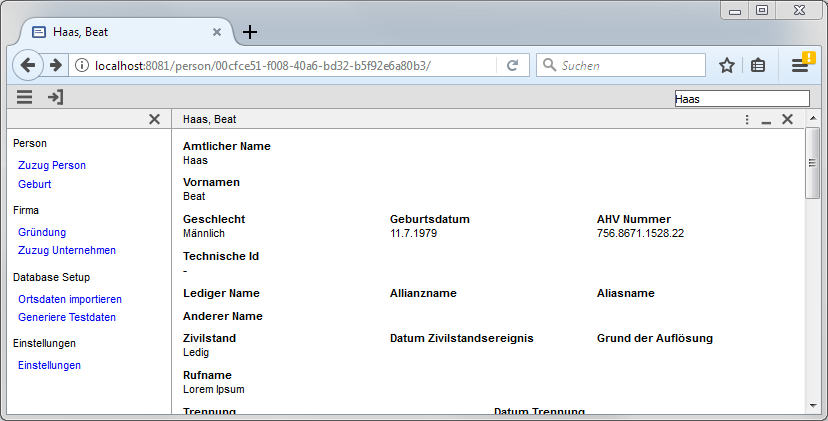 Haas, Beat
localhost:8081/person/00cfce51-f008-40a6-bd32-b5f92e6a80b3/
Suchen
Haas
Person
Zuzug Person
Geburt
Firma
Gründung
Zuzug Unternehmen
Database Setup
Ortsdaten importieren
Generiere Testdaten
Einstellungen
Einstellungen
Haas, Beat
Amtlicher Name
Haas
Vornamen
Beat
Geschlecht Geburtsdatum AHV Nummer
Männlich 11.7.1979 756.8671.1528.22
Technische Id
-
Lediger Name Allianzname Aliasname
Anderer Name
Zivilstand Datum Zivilstandsereignis Grund der Auflösung
Ledig
Rufname
Lorem Ipsum
Trennung Datum Trennung